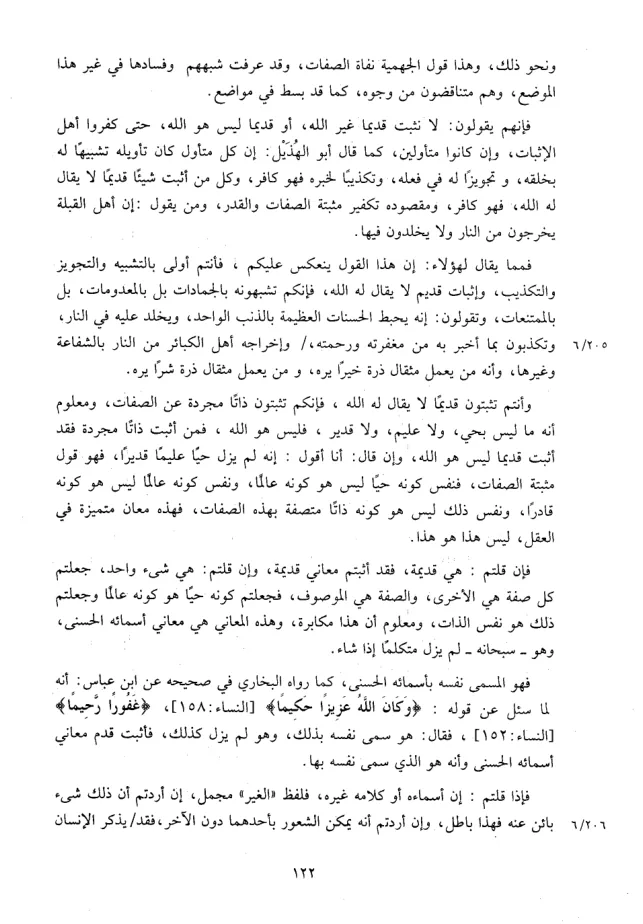 ونحو ذلك، وهذا قول الجهمية نفاة الصفات، وقد عرفت شبههم وفسادها في غير هذا
الموضع، وهم متناقضون من وجوه، كما قد بسط في مواضع.
فإنهم يقولون: لا نثبت قديما غير الله، أو قديما ليس هو الله، حتى كفروا أهل
الإثبات، وإن كانوا متأولين، كما قال أبو الهُذَيْل: إن كل متأول كان تأويله تشبيهًا له
بخلقه، و تجويزًا له في فعله، وتكذيبًا لخبره فهو كافر، وكل من أثبت شيئًا قديمًا لا يقال
له الله، فهو كافر، ومقصوده تكفير مثبتة الصفات والقدر، ومن يقول :إن أهل القبلة
يخرجون من النار ولا يخلدون فيها.
فمما يقال لهؤلاء: إن هذا القول ينعكس عليكم ، فأنتم أولى بالتشبيه والتجويز
والتكذيب، وإثبات قديم لا يقال له الله، فإنكم تشبهونه بالجمادات بل بالمعدومات، بل
بالممتنعات، وتقولون: إنه يحبط الحسنات العظيمة بالذنب الواحد، ويخلد عليه في النار،
٦/٢٠٥ وتكذبون بما أخبر به من مغفرته ورحمته،/ وإخراجه أهل الكبائر من النار بالشفاعة
وغيرها، وأنه من يعمل مثقال ذرة خيرًا يره، و من يعمل مثقال ذرة شرًا يره.
وأنتم تثبتون قديمًا لا يقال له الله ، فإنكم تثبتون ذاتًا مجردة عن الصفات، ومعلوم
أنه ما ليس بحي، ولا عليم، ولا قدير ، فليس هو الله ، فمن أثبت ذاتًا مجردة فقد
أثبت قديما ليس هو الله، وإن قال: أنا أقول : إنه لم يزل حيًا عليمًا قديرًا، فهو قول
مثبتة الصفات، فنفس كونه حيًا ليس هو كونه عالمًا، ونفس كونه عالمًا ليس هو كونه
قادرًا، ونفس ذلك ليس هو كونه ذاتًا متصفة بهذه الصفات، فهذه معان متميزة في
العقل، ليس هذا هو هذا.
فإن قلتم : هي قديمة، فقد أثبتم معاني قديمة، وإن قلتم: هي شىء واحد، جعلتم
كل صفة هي الأخرى، والصفة هي الموصوف، فجعلتم كونه حيًا هو كونه عالمًا وجعلتم
ذلك هو نفس الذات، ومعلوم أن هذا مكابرة، وهذه المعاني هي معاني أسمائه الحسنى،
وهو ـ سبحانه ـ لم يزل متكلمًا إذا شاء.
فهو المسمى نفسه بأسمائه الحسنى، كما رواه البخاري في صحيحه عن ابن عباس: أنه
لما سئل عن قوله : ﴿وَكَانَ اللَّهُ عَزِيزًا حَكِيمًا﴾ [النساء:١٥٨]، ﴿غَفُورًا رَّحِيمًا﴾
[النساء:١٥٢] ، فقال: هو سمى نفسه بذلك، وهو لم يزل كذلك، فأثبت قدم معاني
أسمائه الحسنى وأنه هو الذي سمى نفسه بها.
فإذا قلتم : إن أسماءه أو كلامه غيره، فلفظ «الغير» مجمل، إن أردتم أن ذلك شىء
٦/٢٠٦ بائن عنه فهذا باطل، وإن أردتم أنه يمكن الشعور بأحدهما دون الآخر،فقد/ يذكر الإنسان
١٢٢